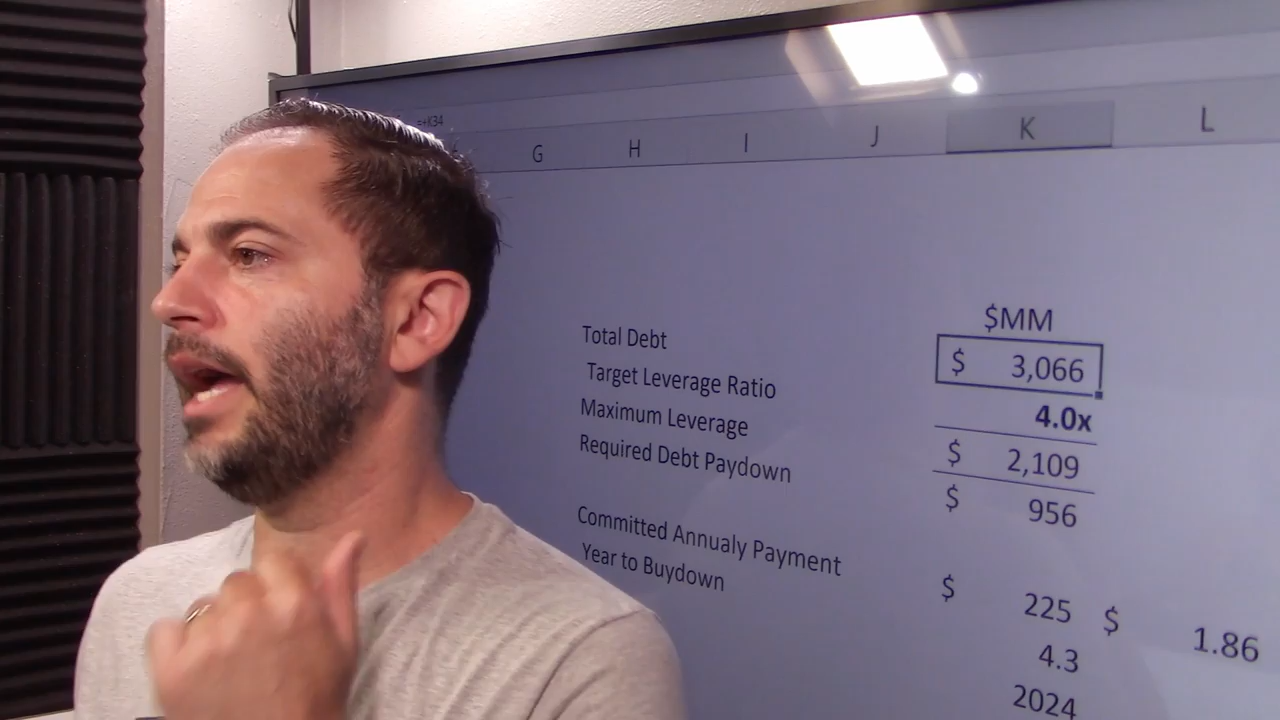 =+K34
G H I J K L
$MM
Total Debt $ 3,066
Target Leverage Ratio 4.0x
Maximum Leverage $ 2,109
Required Debt Paydown $ 956
Committed Annualy Payment $ 225 $ 1.86
Year to Buydown 4.3
2024